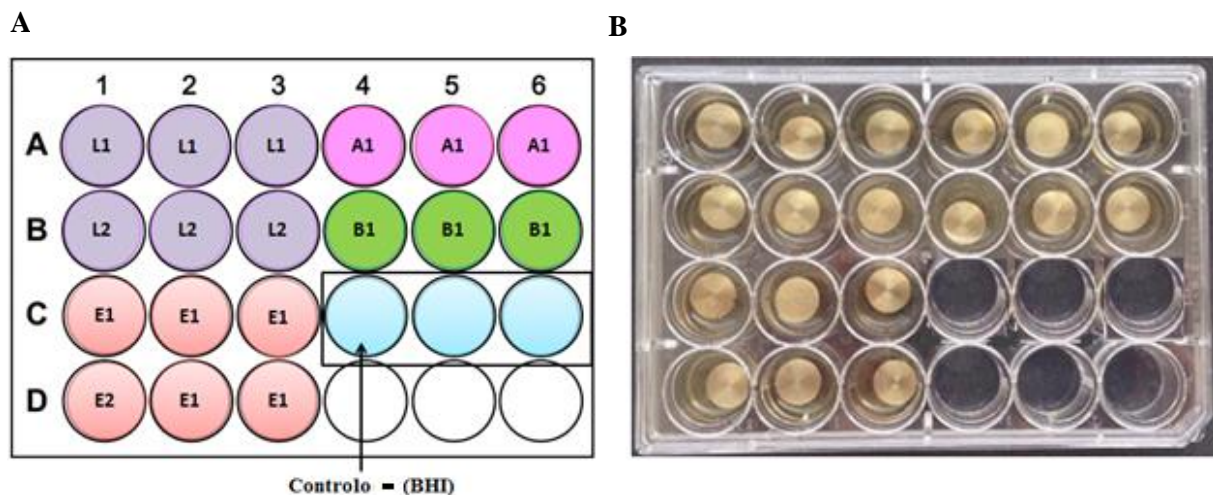 A B
1 2 3 4 5 6
A L1 L1 L1 A1 A1 A1
B L2 L2 L2 B1 B1 B1
C E1 E1 E1
D E2 E1 E1
Controlo = (BHI)